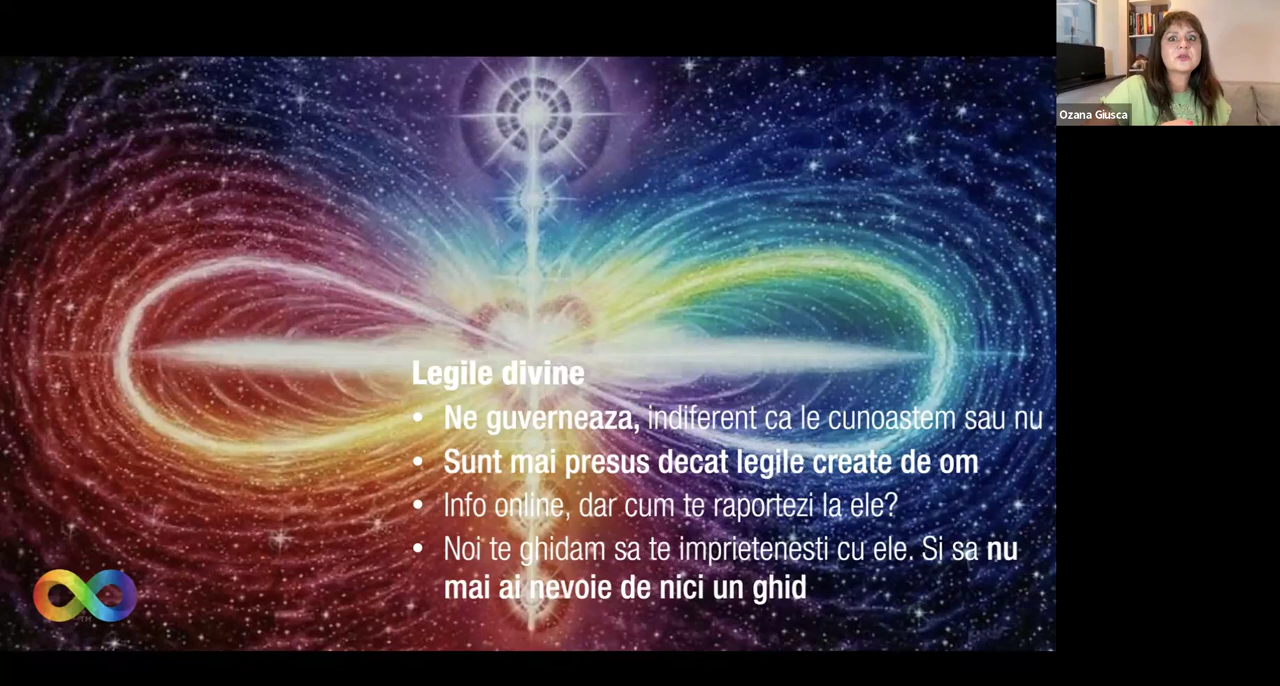 Ozana Giusca
Legile divine
• Ne guverneaza, indiferent ca le cunoastem sau nu
• Sunt mai presus decat legile create de om
• Info online, dar cum te raportezi la ele?
• Noi te ghidam sa te imprietenesti cu ele. Si sa nu
mai ai nevoie de nici un ghid